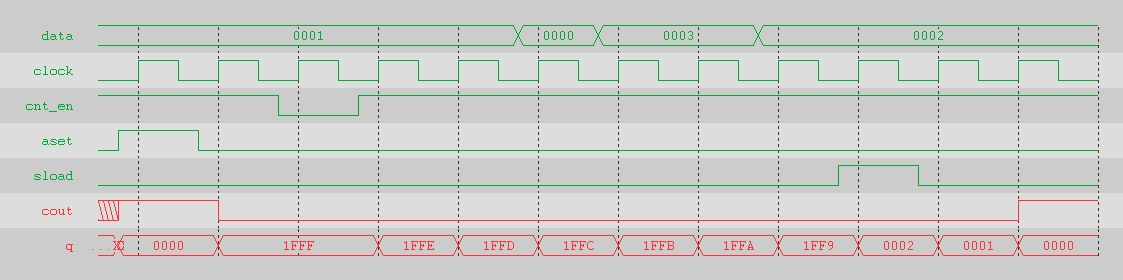 data 0001 0000 0003 0002
clock
cnt_en
aset
sload
cout
q ...X 0000 1FFF 1FFE 1FFD 1FFC 1FFB 1FFA 1FF9 0002 0001 0000